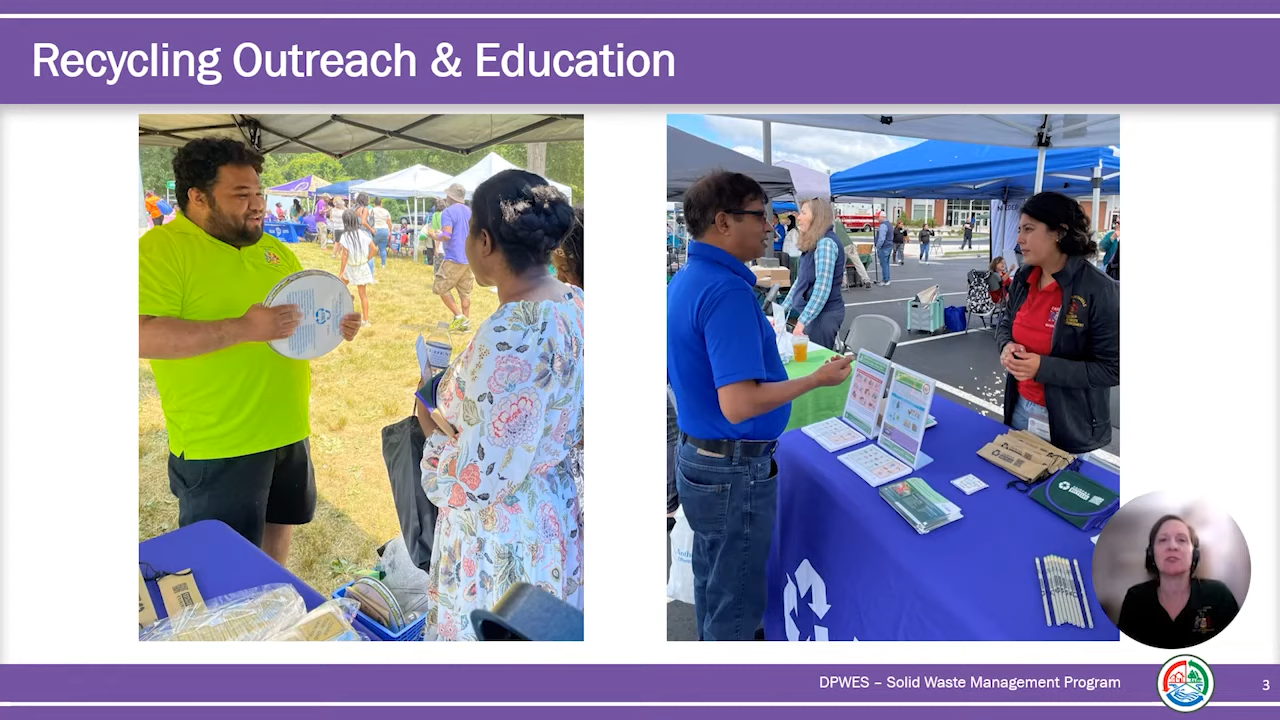 Recycling Outreach & Education
DPWES – Solid Waste Management Program
3